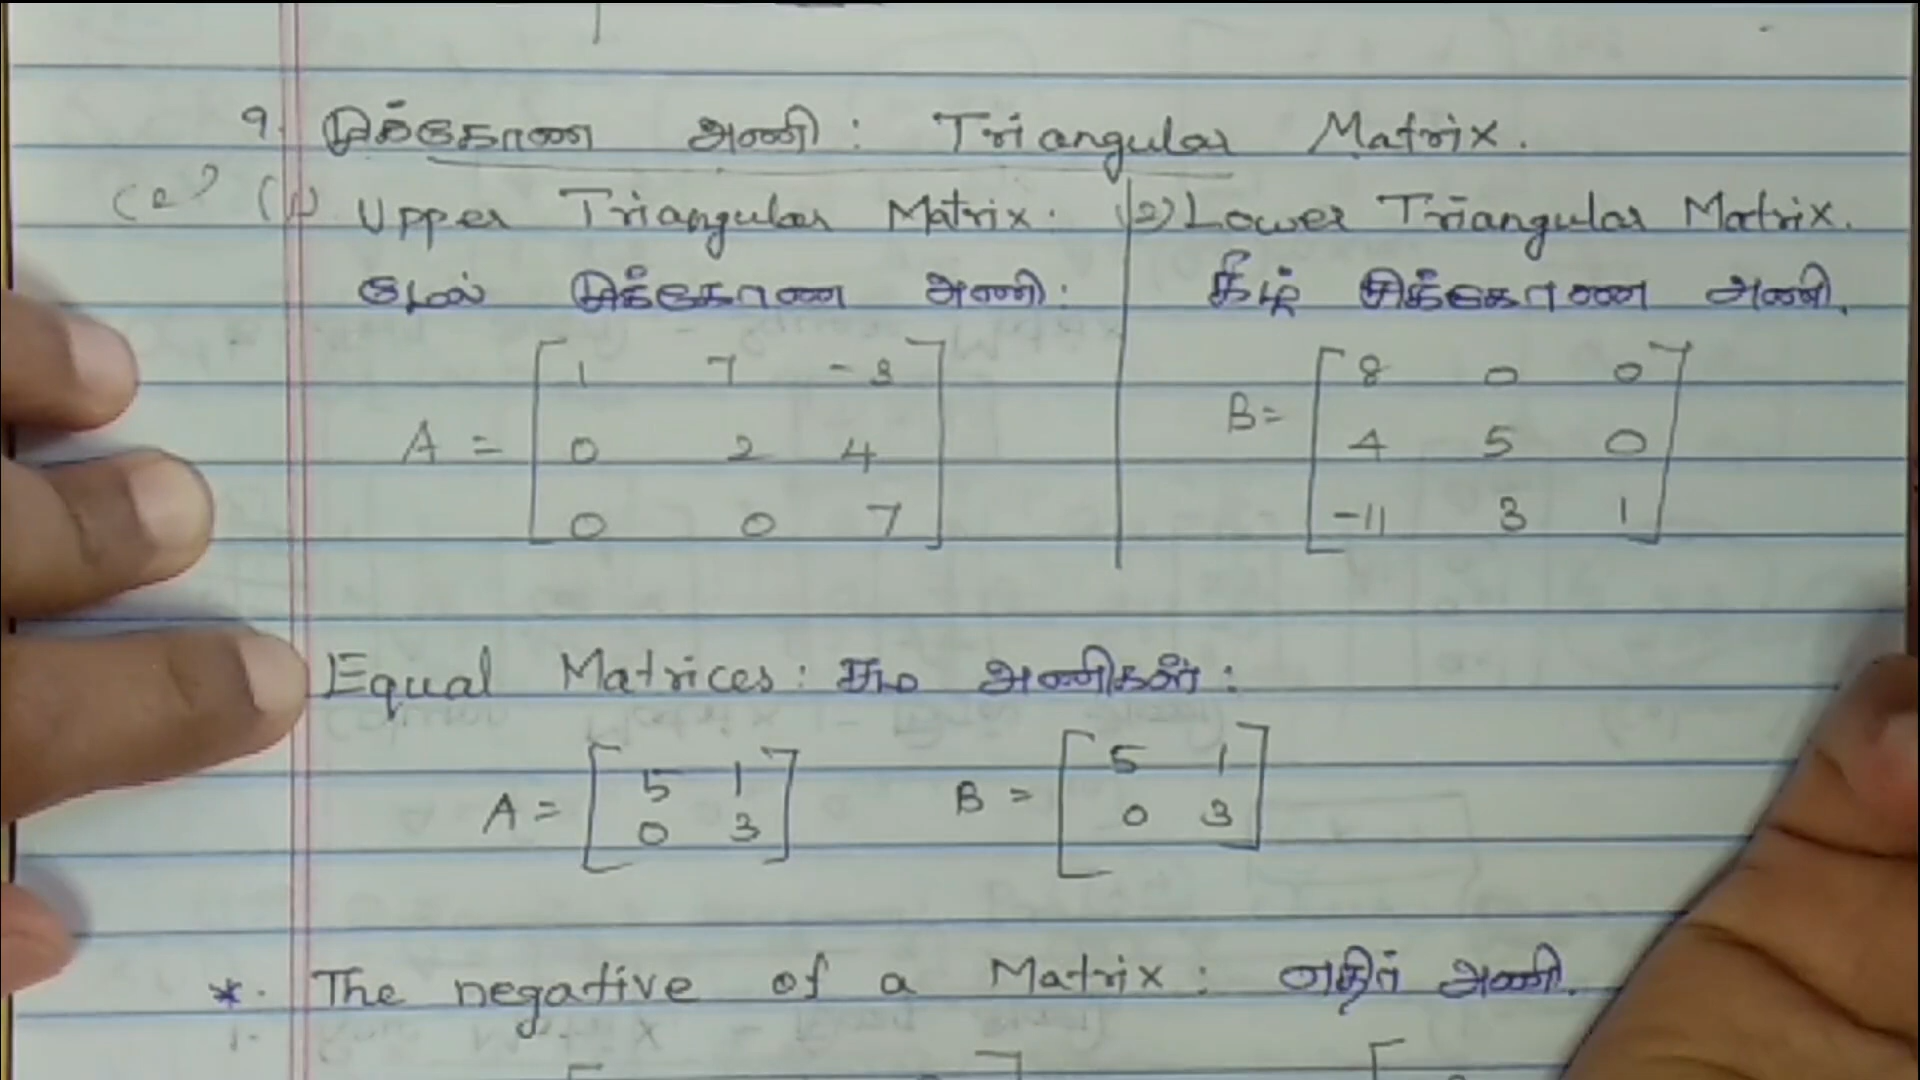 9. முக்கோண அணி: Triangular Matrix.
(1) Upper Triangular Matrix.
மேல் முக்கோண அணி:
A = [ 1 7 -3
0 2 4
0 0 7 ]
(2) Lower Triangular Matrix.
கீழ் முக்கோண அணி.
B = [ 8 0 0
4 5 0
-11 3 1 ]
Equal Matrices: சம அணிகள்:
A = [ 5 1
0 3 ]
B = [ 5 1
0 3 ]
*. The negative of a Matrix: எதிர் அணி.